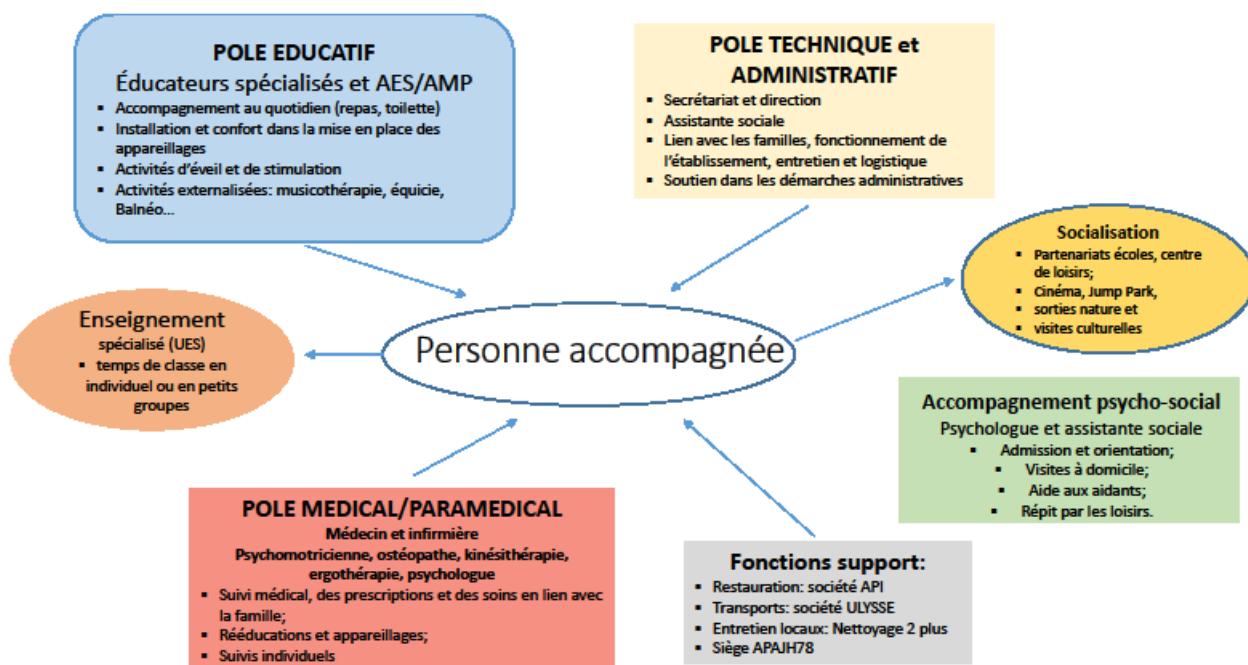 POLE EDUCATIF
Éducateurs spécialisés et AES/AMP
▪ Accompagnement au quotidien (repas, toilette)
▪ Installation et confort dans la mise en place des
appareillages
▪ Activités d'éveil et de stimulation
▪ Activités externalisées: musicothérapie, équicie,
Balnéo...
POLE TECHNIQUE et
ADMINISTRATIF
▪ Secrétariat et direction
▪ Assistante sociale
▪ Lien avec les familles, fonctionnement de
l'établissement, entretien et logistique
▪ Soutien dans les démarches administratives
Socialisation
▪ Partenariats écoles, centre
de loisirs;
▪ Cinéma, Jump Park,
▪ sorties nature et
▪ visites culturelles
Enseignement
spécialisé (UES)
▪ temps de classe en
individuel ou en petits
groupes
Personne accompagnée
Accompagnement psycho-social
Psychologue et assistante sociale
▪ Admission et orientation;
▪ Visites à domicile;
▪ Aide aux aidants;
▪ Répit par les loisirs.
POLE MEDICAL/PARAMEDICAL
Médecin et infirmière
Psychomotricienne, ostéopathe, kinésithérapie,
ergothérapie, psychologue
▪ Suivi médical, des prescriptions et des soins en lien avec
la famille;
▪ Rééducations et appareillages;
▪ Suivis individuels
Fonctions support:
▪ Restauration: société API
▪ Transports: société ULYSSE
▪ Entretien locaux: Nettoyage 2 plus
▪ Siège APAJH78